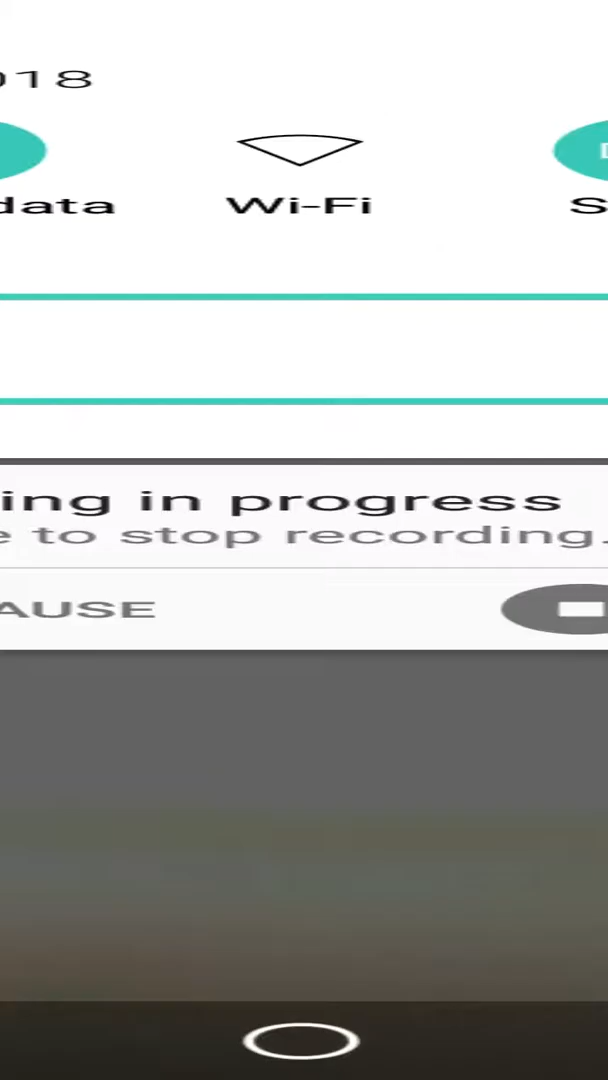 018
data
Wi-Fi
S
ing in progress
e to stop recording.
AUSE